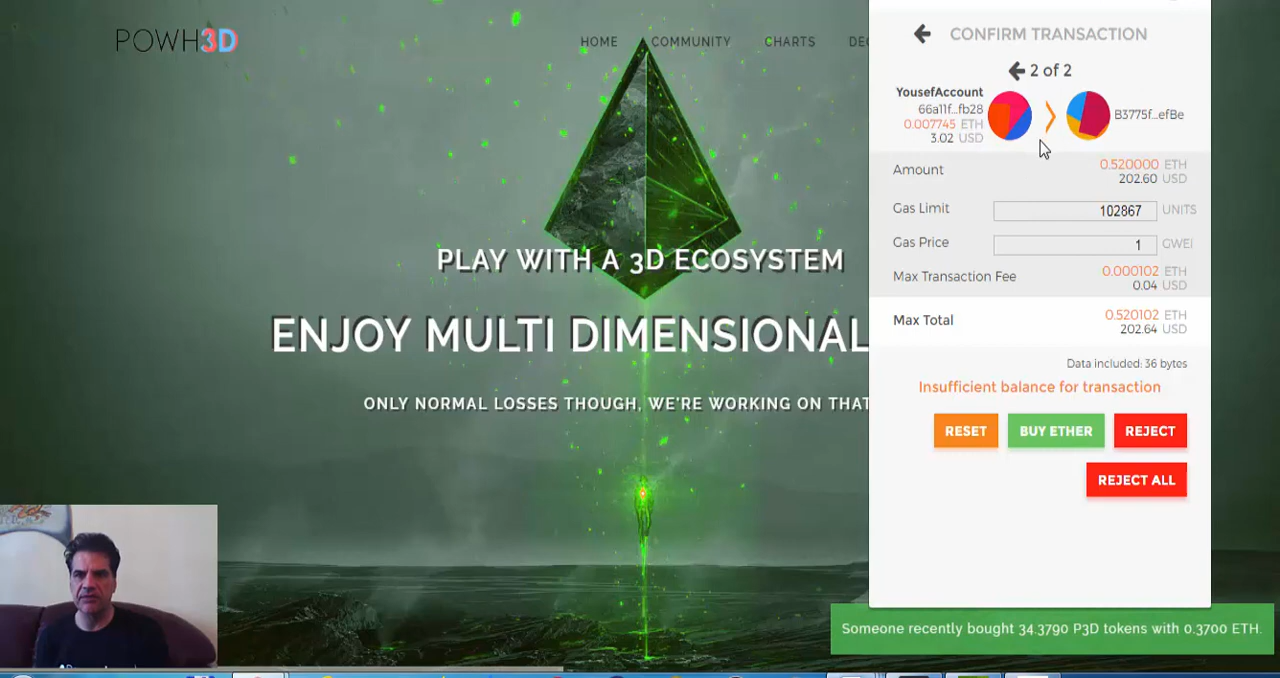 POWH3D
HOME COMMUNITY CHARTS DEC
PLAY WITH A 3D ECOSYSTEM
ENJOY MULTI DIMENSIONAL
ONLY NORMAL LOSSES THOUGH, WE'RE WORKING ON THAT
CONFIRM TRANSACTION
2 of 2
YousefAccount
66a11f...fb28
0.007745 ETH
3.02 USD
B3775f...efBe
Amount 0.520000 ETH
202.60 USD
Gas Limit 102867 UNITS
Gas Price 1 GWEI
Max Transaction Fee 0.000102 ETH
0.04 USD
Max Total 0.520102 ETH
202.64 USD
Data included: 36 bytes
Insufficient balance for transaction
RESET BUY ETHER REJECT
REJECT ALL
Someone recently bought 34.3790 P3D tokens with 0.3700 ETH.